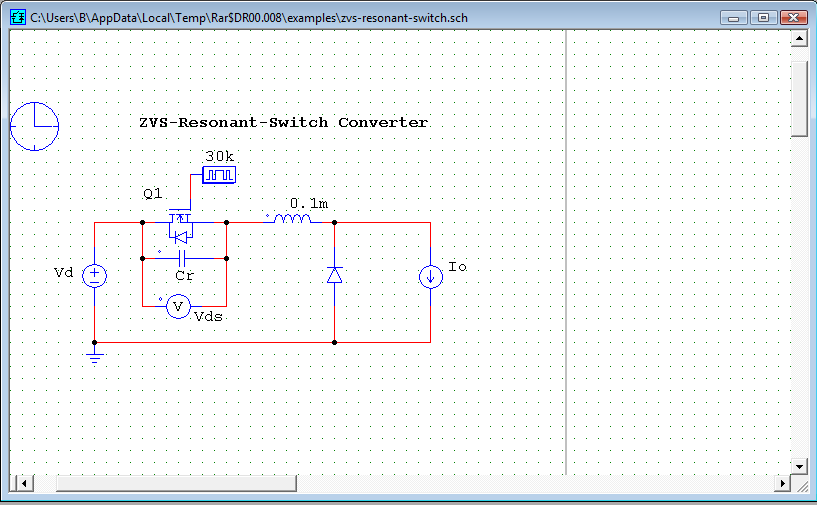 C:\Users\B\AppData\Local\Temp\Rar$DR00.008\examples\zvs-resonant-switch.sch
ZVS-Resonant-Switch Converter
30k
Q1
0.1m
Vd
Cr
Io
V
Vds